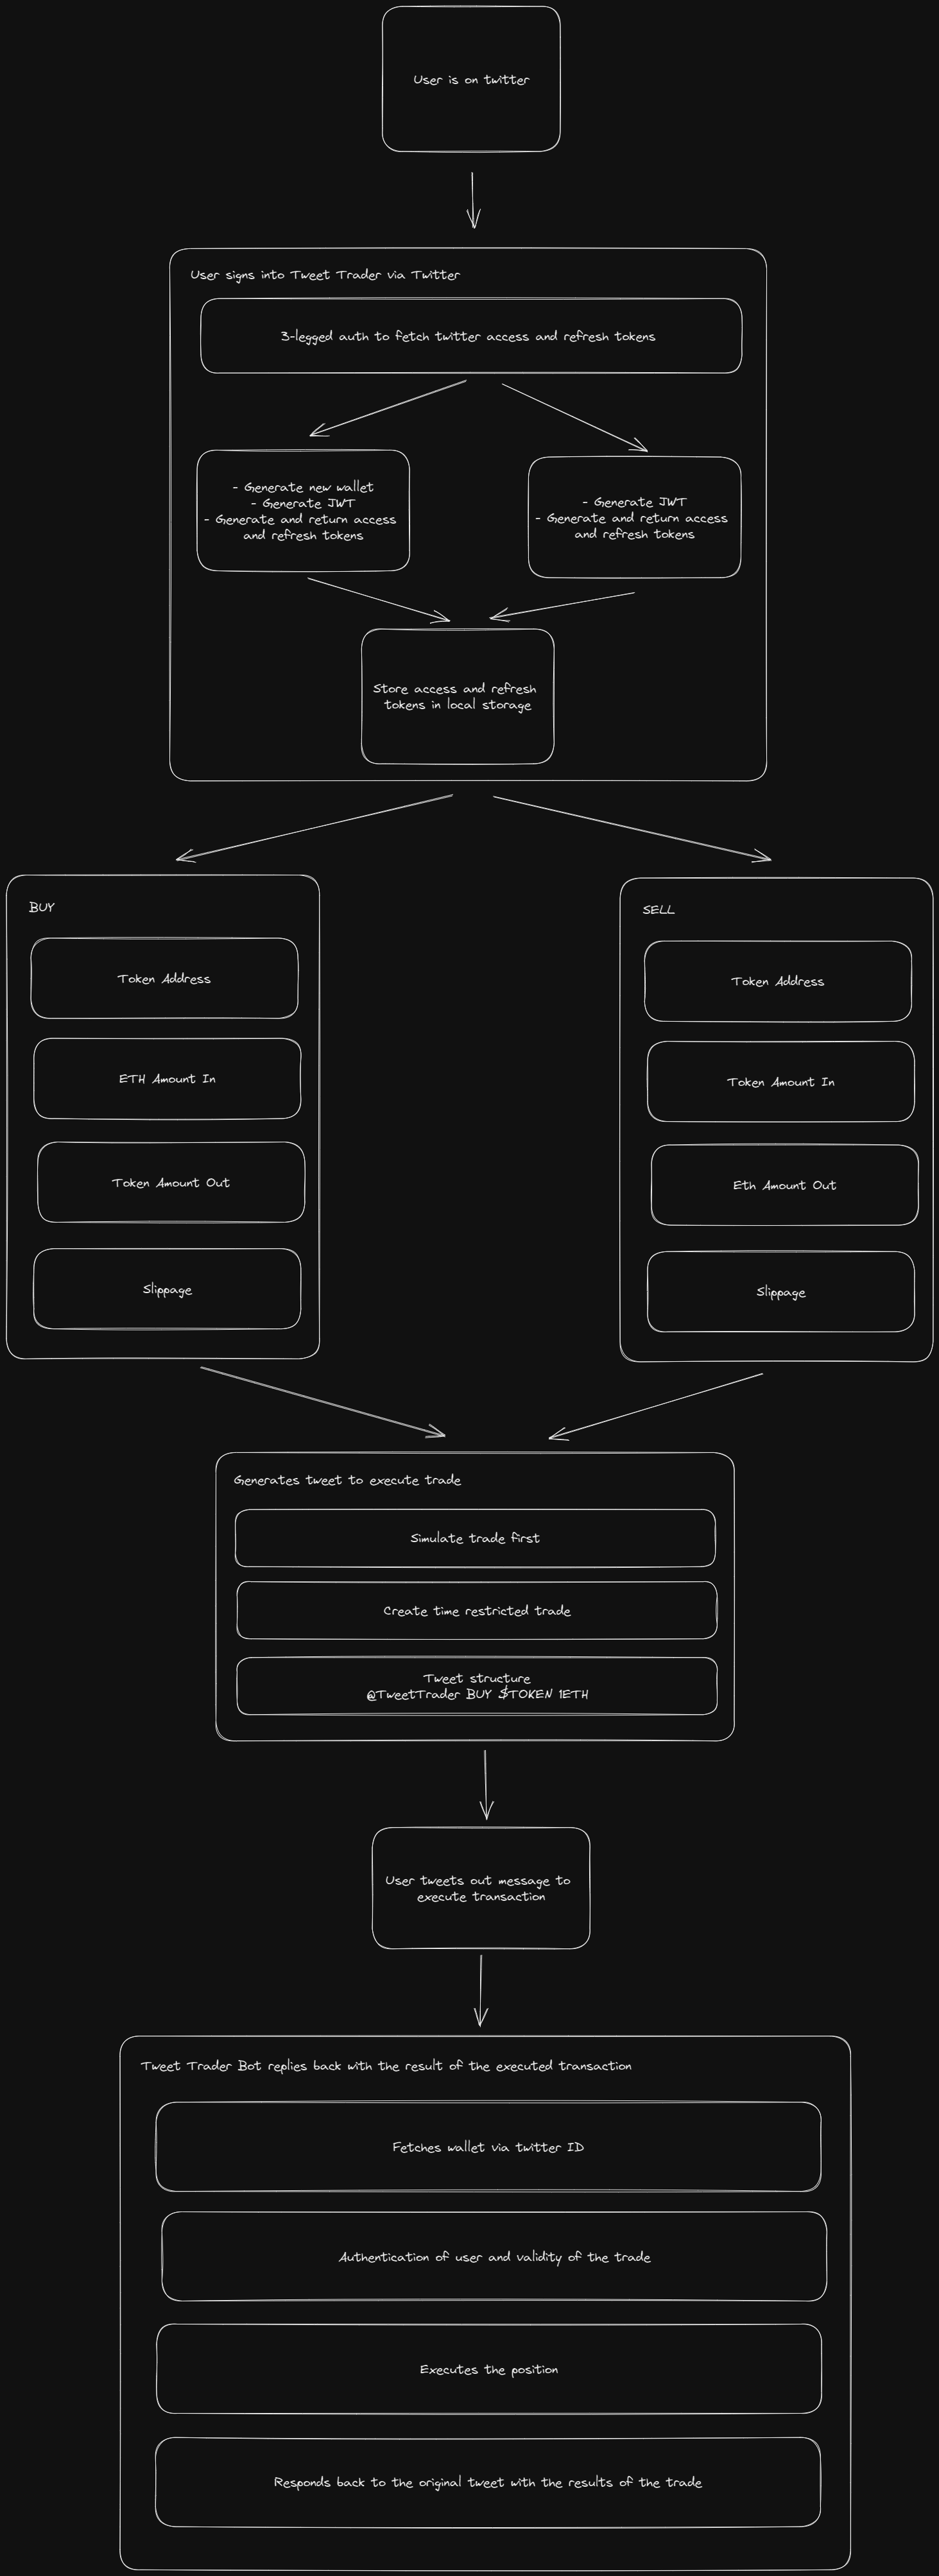 User is on twitter
User signs into Tweet Trader via Twitter
3-legged auth to fetch twitter access and refresh tokens
- Generate new wallet
- Generate JWT
- Generate and return access
and refresh tokens
- Generate JWT
- Generate and return access
and refresh tokens
Store access and refresh
tokens in local storage
BUY
Token Address
ETH Amount In
Token Amount Out
Slippage
SELL
Token Address
Token Amount In
Eth Amount Out
Slippage
Generates tweet to execute trade
Simulate trade first
Create time restricted trade
Tweet structure
@TweetTrader BUY $TOKEN 1ETH
User tweets out message to
execute transaction
Tweet Trader Bot replies back with the result of the executed transaction
Fetches wallet via twitter ID
Authentication of user and validity of the trade
Executes the position
Responds back to the original tweet with the results of the trade